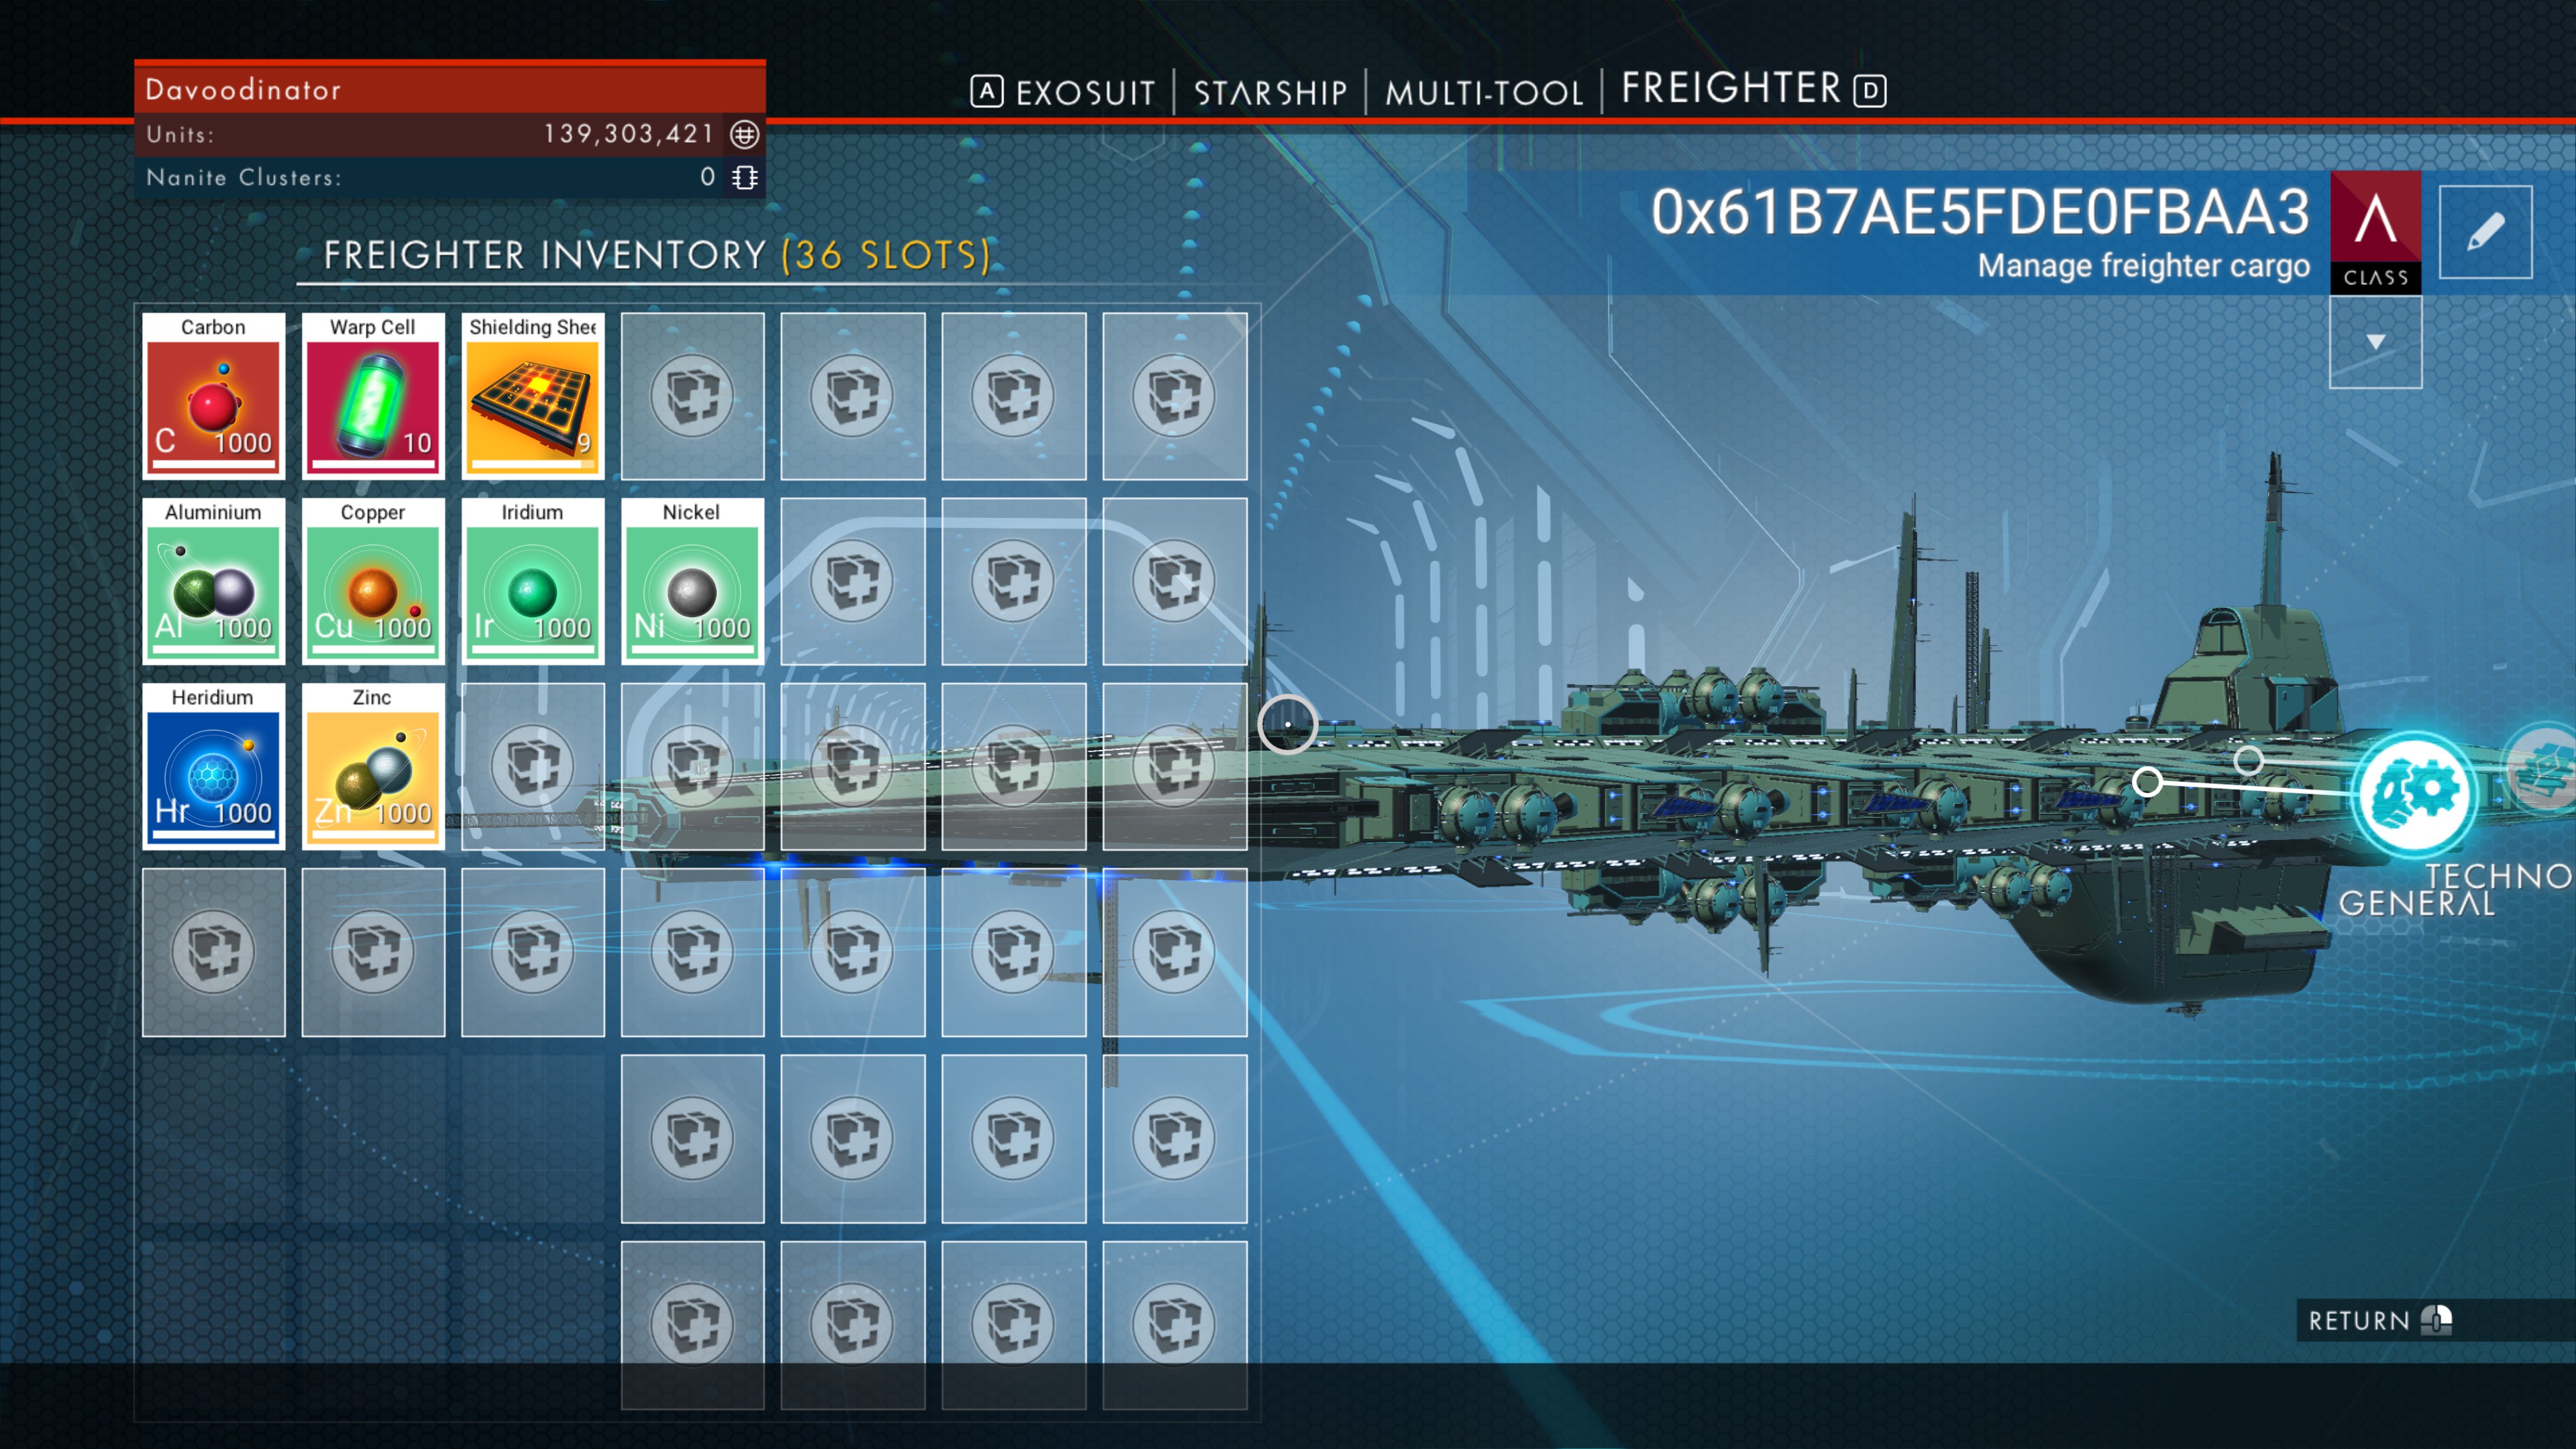 Davoodinator
Units: 139,303,421
Nanite Clusters: 0
A EXOSUIT STARSHIP MULTI-TOOL FREIGHTER D
0x61B7AE5FDE0FBAA3
Manage freighter cargo
A
CLASS
FREIGHTER INVENTORY (36 SLOTS)
Carbon Warp Cell Shielding Shee
C 1000 10 9
Aluminium Copper Iridium Nickel
Al 1000 Cu 1000 Ir 1000 Ni 1000
Heridium Zinc
Hr 1000 Zn 1000
TECHNO
GENERAL
RETURN